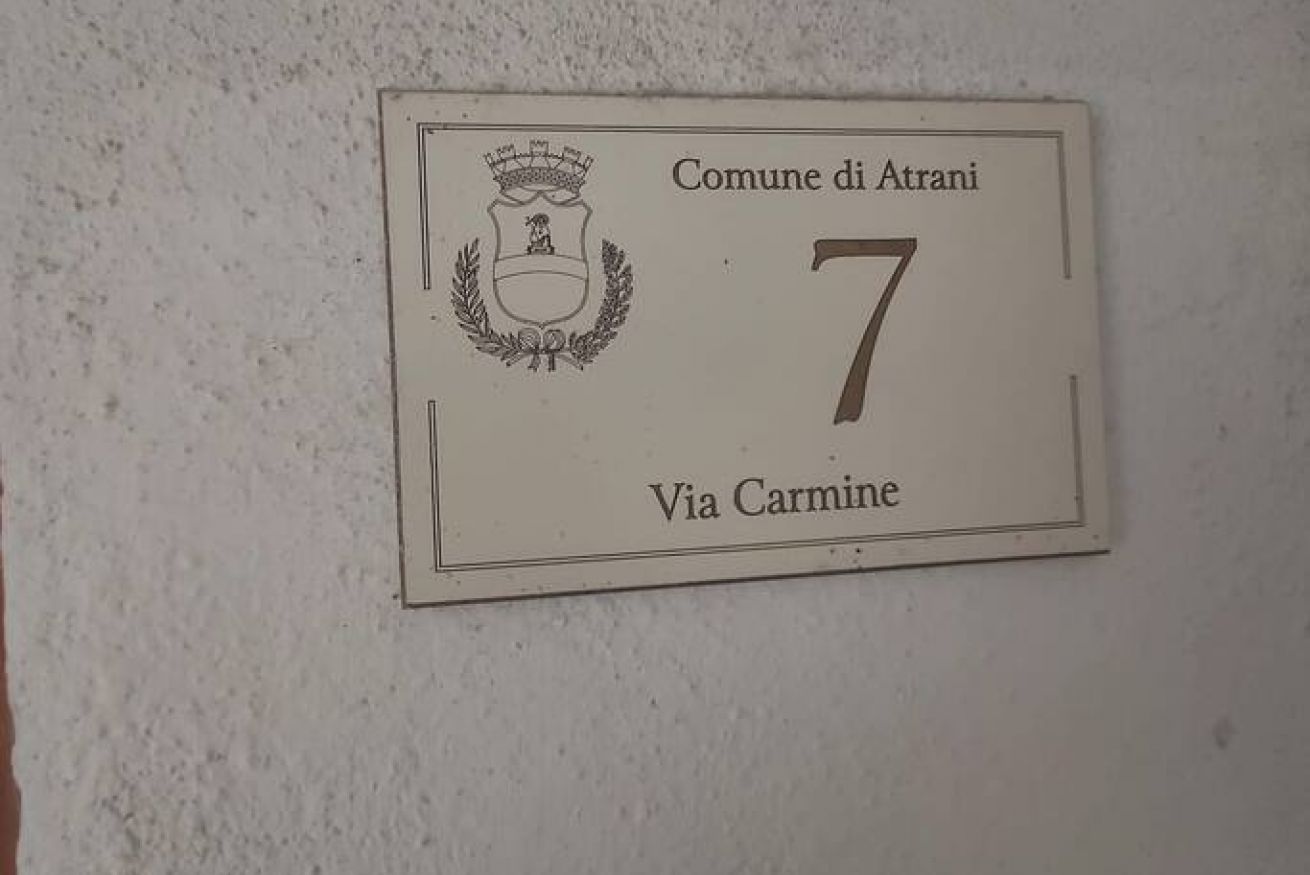 Comune di Atrani
7
Via Carmine